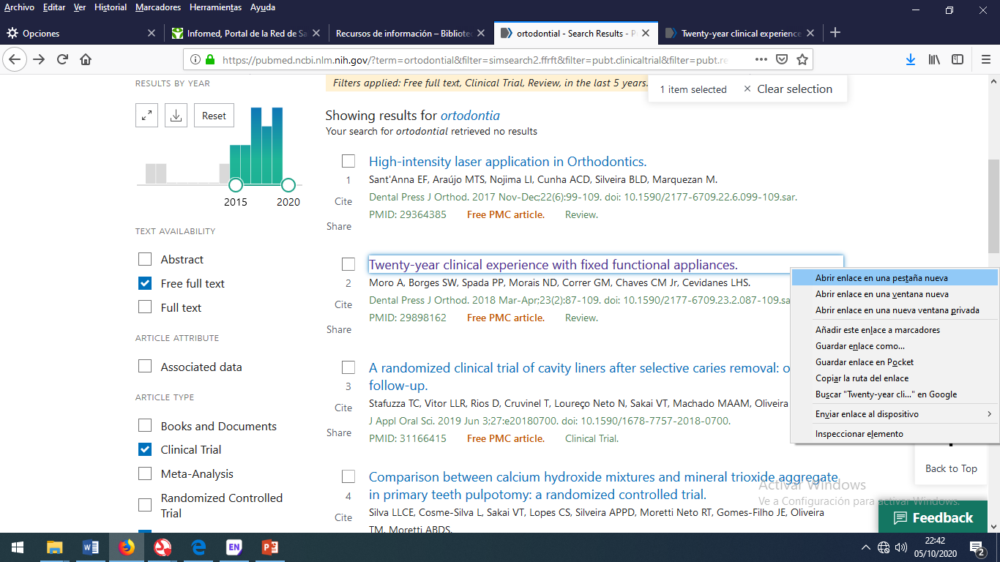 Archivo Editar Ver Historial Marcadores Herramientas Ayuda
Opciones
Infomed, Portal de la Red de Sa
Recursos de información – Bibliote
ortodontial - Search Results - P
Twenty-year clinical experience
https://pubmed.ncbi.nlm.nih.gov/?term=ortodontial&filter=simsearch2.ffrft&filter=pubt.clinicaltrial&filter=pubt.re
RESULTS BY YEAR
Reset
2015 2020
TEXT AVAILABILITY
Abstract
Free full text
Full text
ARTICLE ATTRIBUTE
Associated data
ARTICLE TYPE
Books and Documents
Clinical Trial
Meta-Analysis
Randomized Controlled
Trial
Filters applied: Free full text, Clinical Trial, Review, in the last 5 years.
1 item selected × Clear selection
Showing results for ortodontia
Your search for ortodontial retrieved no results
1
Cite
Share
High-intensity laser application in Orthodontics.
Sant'Anna EF, Araújo MTS, Nojima LI, Cunha ACD, Silveira BLD, Marquezan M.
Dental Press J Orthod. 2017 Nov-Dec;22(6):99-109. doi: 10.1590/2177-6709.22.6.099-109.sar.
PMID: 29364385 Free PMC article. Review.
2
Cite
Share
Twenty-year clinical experience with fixed functional appliances.
Moro A, Borges SW, Spada PP, Morais ND, Correr GM, Chaves CM Jr, Cevidanes LHS.
Dental Press J Orthod. 2018 Mar-Apr;23(2):87-109. doi: 10.1590/2177-6709.23.2.087-109.sa
PMID: 29898162 Free PMC article. Review.
3
Cite
Share
A randomized clinical trial of cavity liners after selective caries removal: o
follow-up.
Stafuzza TC, Vitor LLR, Rios D, Cruvinel T, Loureço Neto N, Sakai VT, Machado MAAM, Oliveira
J Appl Oral Sci. 2019 Jun 3;27:e20180700. doi: 10.1590/1678-7757-2018-0700.
PMID: 31166415 Free PMC article. Clinical Trial.
4
Cite
Comparison between calcium hydroxide mixtures and mineral trioxide aggregate
in primary teeth pulpotomy: a randomized controlled trial.
Silva LLCE, Cosme-Silva L, Sakai VT, Lopes CS, Silveira APPD, Moretti Neto RT, Gomes-Filho JE, Oliveira
TM, Moretti ABDS.
Abrir enlace en una pestaña nueva
Abrir enlace en una ventana nueva
Abrir enlace en una nueva ventana privada
Añadir este enlace a marcadores
Guardar enlace como...
Guardar enlace en Pocket
Copiar la ruta del enlace
Buscar "Twenty-year cli..." en Google
Enviar enlace al dispositivo
Inspeccionar elemento
Back to Top
Activar Windows
Ve a Configuración para activar Windows.
Feedback
EN
22:42
05/10/2020
2